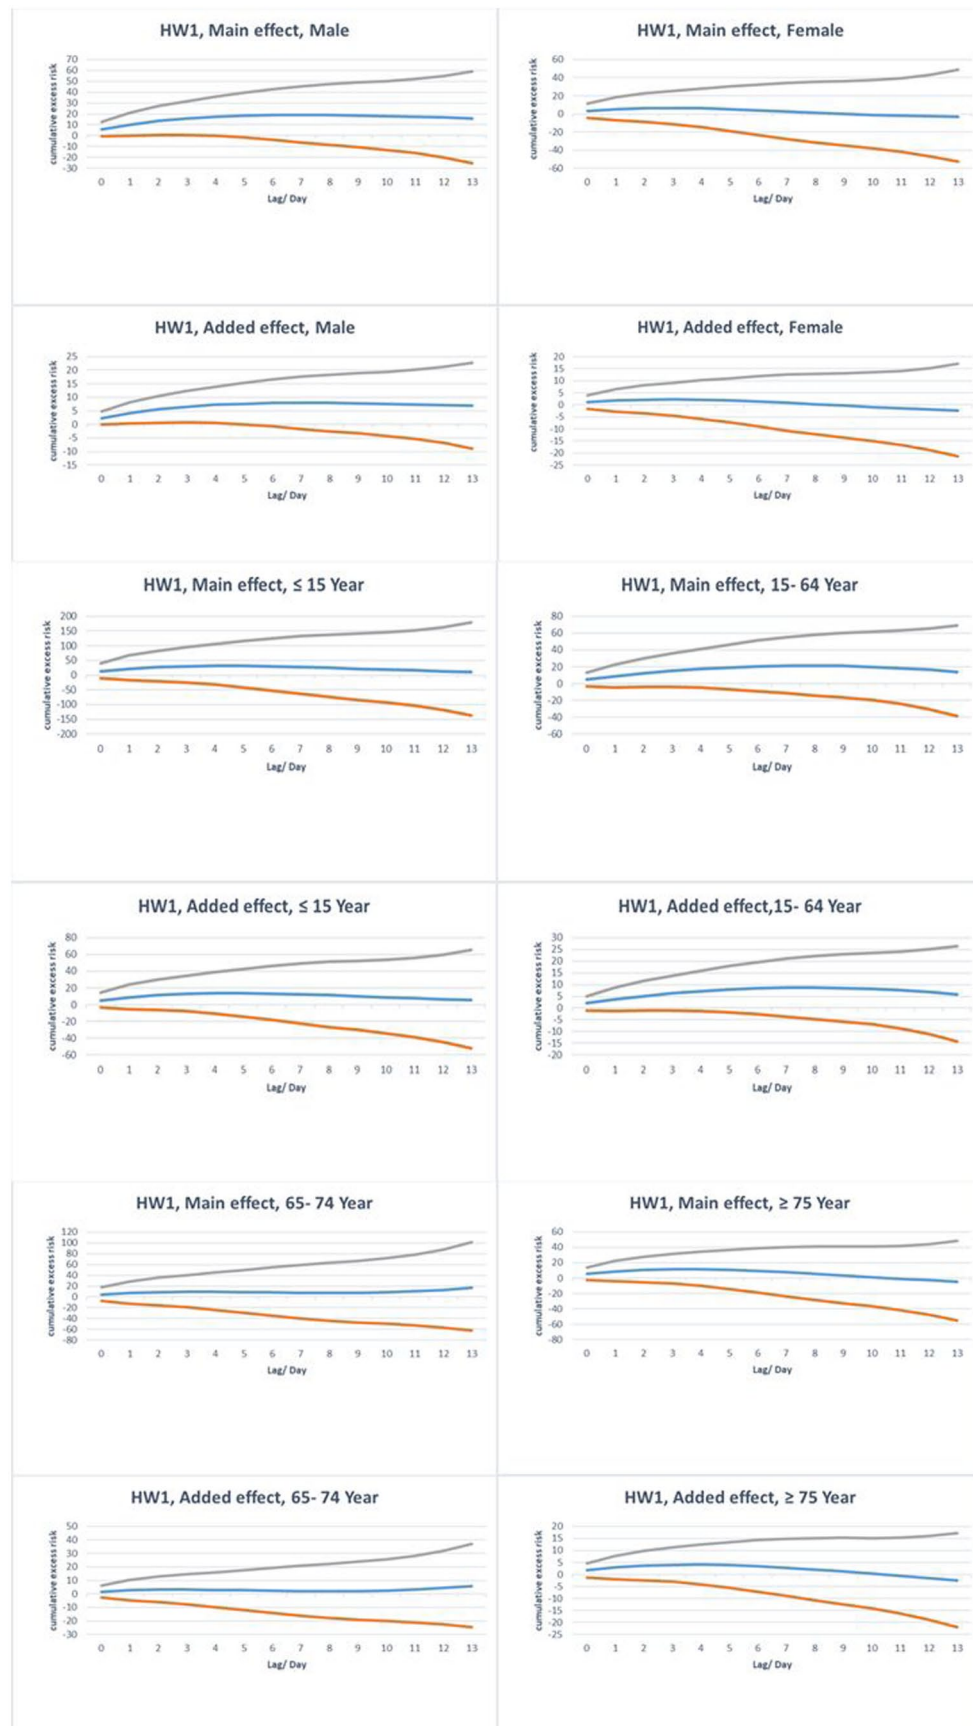 HW1, Main effect, Male
cumulative excess risk
70
60
50
40
30
20
10
0
-10
-20
-30
0 1 2 3 4 5 6 7 8 9 10 11 12 13
Lag/ Day
HW1, Main effect, Female
cumulative excess risk
60
40
20
0
-20
-40
-60
0 1 2 3 4 5 6 7 8 9 10 11 12 13
Lag/ Day
HW1, Added effect, Male
cumulative excess risk
25
20
15
10
5
0
-5
-10
-15
0 1 2 3 4 5 6 7 8 9 10 11 12 13
Lag/ Day
HW1, Added effect, Female
cumulative excess risk
20
15
10
5
0
-5
-10
-15
-20
-25
0 1 2 3 4 5 6 7 8 9 10 11 12 13
Lag/ Day
HW1, Main effect, ≤ 15 Year
cumulative excess risk
200
150
100
50
0
-50
-100
-150
-200
0 1 2 3 4 5 6 7 8 9 10 11 12 13
Lag/ Day
HW1, Main effect, 15- 64 Year
cumulative excess risk
80
60
40
20
0
-20
-40
-60
0 1 2 3 4 5 6 7 8 9 10 11 12 13
Lag/ Day
HW1, Added effect, ≤ 15 Year
cumulative excess risk
80
60
40
20
0
-20
-40
-60
0 1 2 3 4 5 6 7 8 9 10 11 12 13
Lag/ Day
HW1, Added effect,15- 64 Year
cumulative excess risk
30
25
20
15
10
5
0
-5
-10
-15
-20
0 1 2 3 4 5 6 7 8 9 10 11 12 13
Lag/ Day
HW1, Main effect, 65- 74 Year
cumulative excess risk
120
100
80
60
40
20
0
-20
-40
-60
-80
0 1 2 3 4 5 6 7 8 9 10 11 12 13
Lag/ Day
HW1, Main effect, ≥ 75 Year
cumulative excess risk
60
40
20
0
-20
-40
-60
-80
0 1 2 3 4 5 6 7 8 9 10 11 12 13
Lag/ Day
HW1, Added effect, 65- 74 Year
cumulative excess risk
50
40
30
20
10
0
-10
-20
-30
0 1 2 3 4 5 6 7 8 9 10 11 12 13
Lag/ Day
HW1, Added effect, ≥ 75 Year
cumulative excess risk
20
15
10
5
0
-5
-10
-15
-20
-25
0 1 2 3 4 5 6 7 8 9 10 11 12 13
Lag/ Day